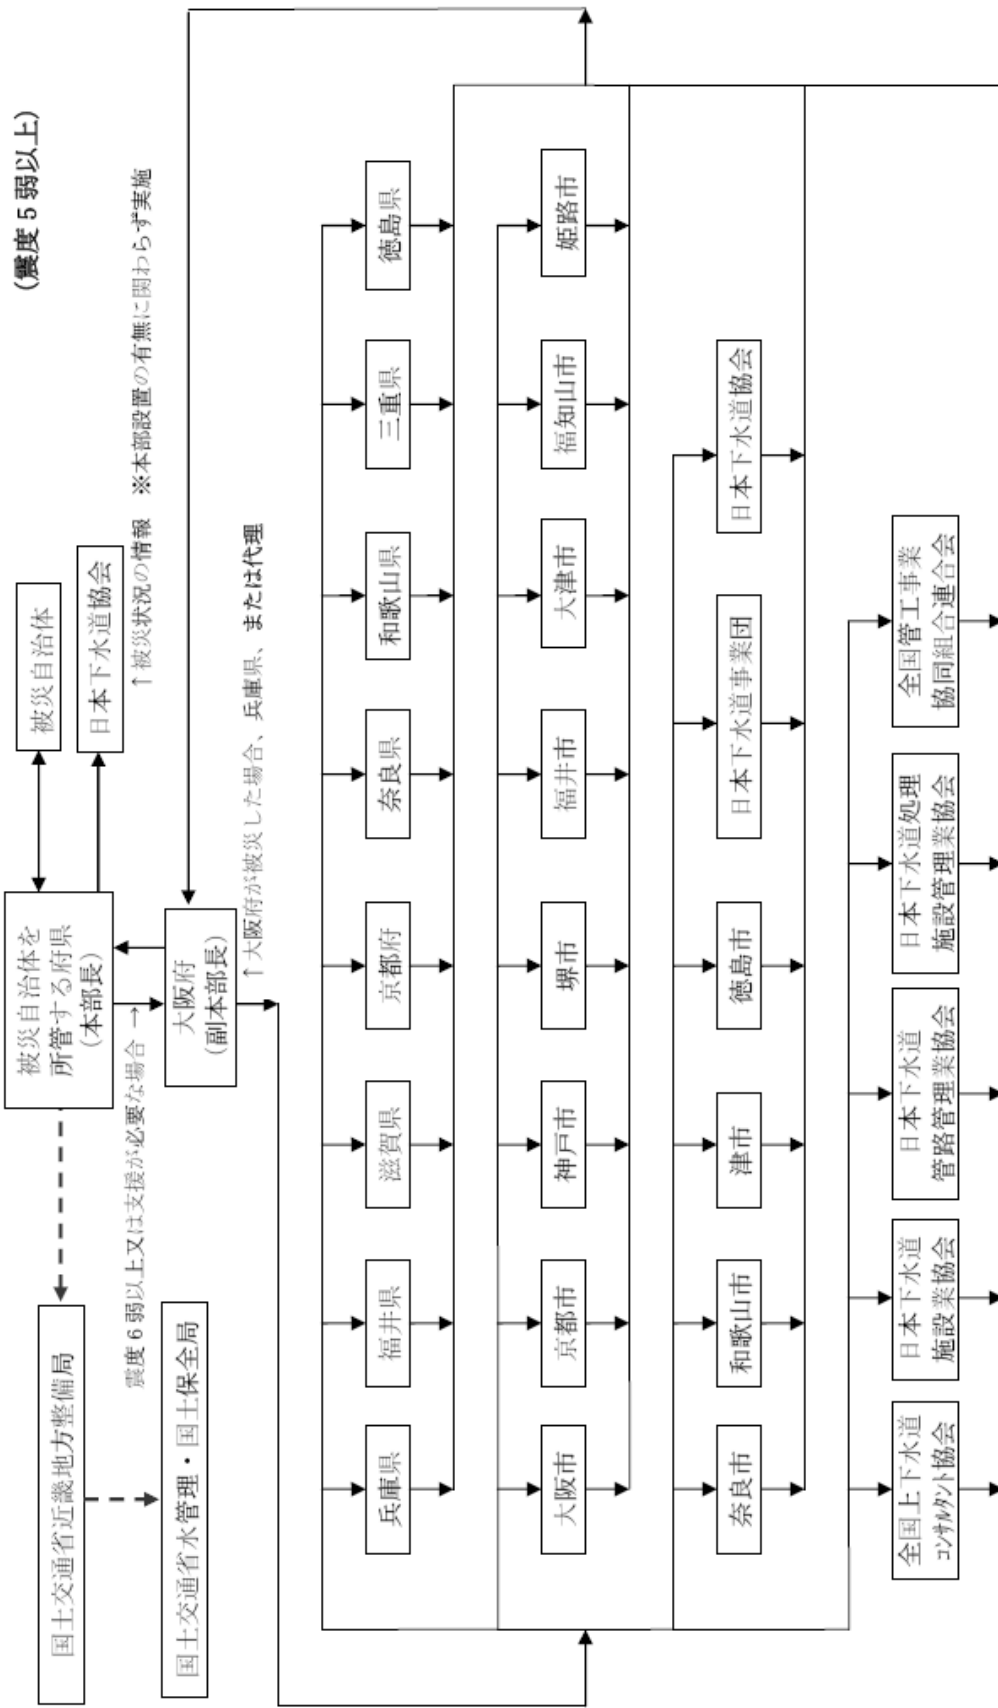 (震度5弱以上)
国土交通省近畿地方整備局
被災自治体を
所管する府県
(本部長)
被災自治体
日本下水道協会
↑被災状況の情報 ※本部設置の有無に関わらず実施
震度6弱以上又は支援が必要な場合→
国土交通省水管理・国土保全局
大阪府
(副本部長)
↑大阪府が被災した場合、兵庫県、または代理
兵庫県
福井県
滋賀県
京都府
奈良県
和歌山県
三重県
徳島県
大阪市
京都市
神戸市
堺市
福井市
大津市
福知山市
姫路市
奈良市
和歌山市
津市
徳島市
日本下水道事業団
日本下水道協会
全国上下水道
コンサルタント協会
日本下水道
施設業協会
日本下水道
管路管理業協会
日本下水道処理
施設管理業協会
全国管工事業
協同組合連合会